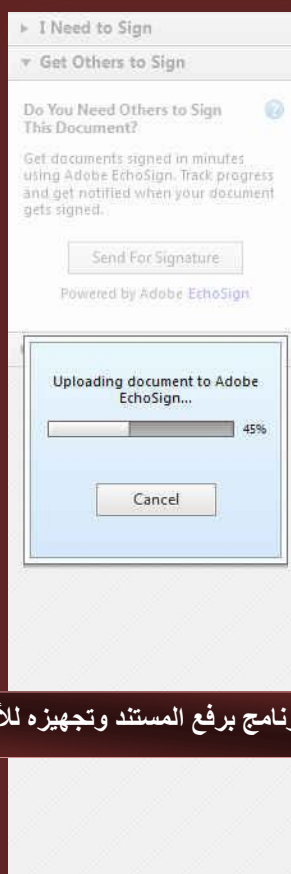 I Need to Sign
Get Others to Sign
Do You Need Others to Sign
This Document?
Get documents signed in minutes
using Adobe EchoSign. Track progress
and get notified when your document
gets signed.
Send For Signature
Powered by Adobe EchoSign
Uploading document to Adobe
EchoSign...
45%
Cancel
برفع المستند وتجهيزه